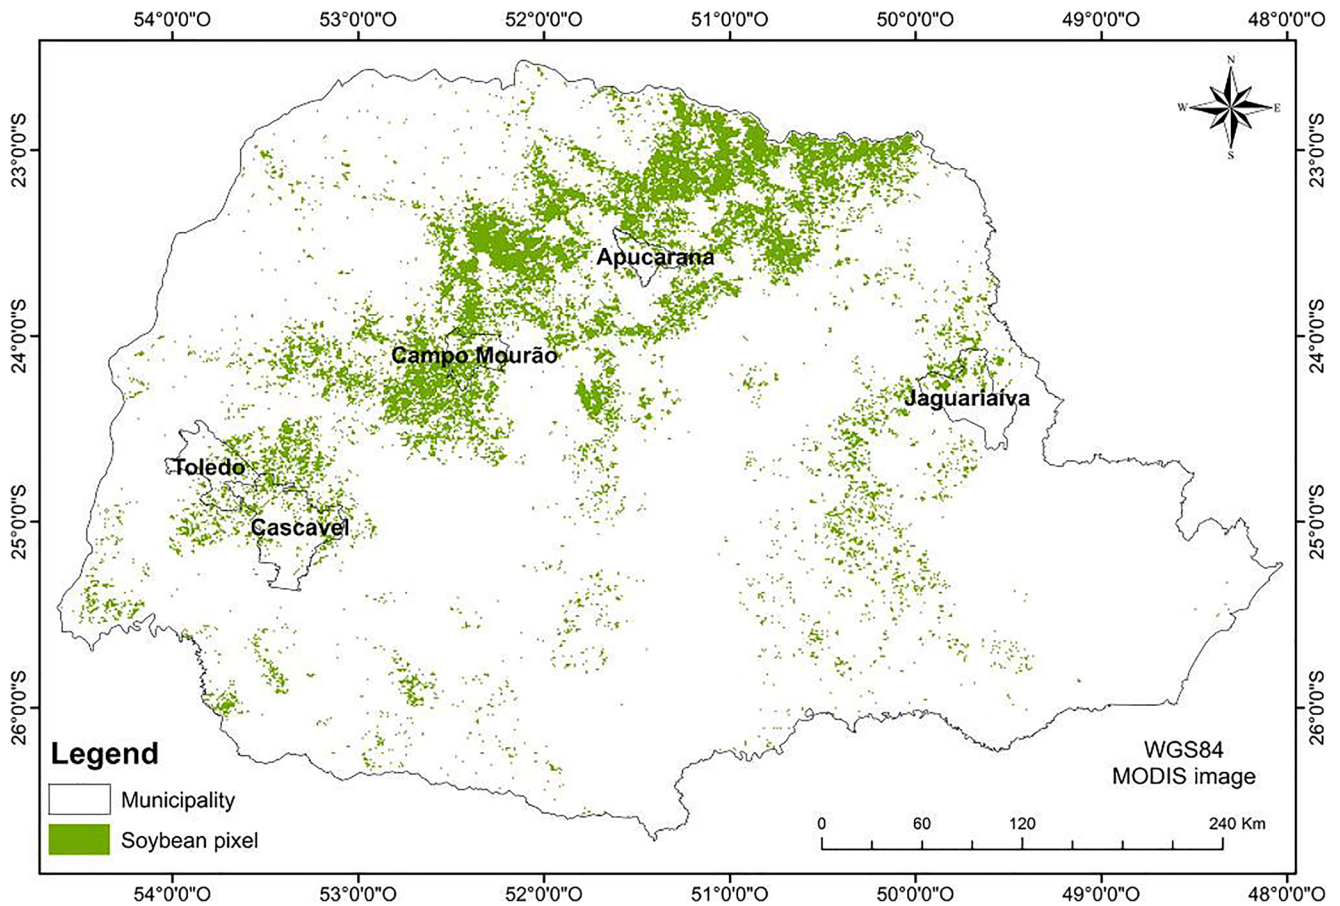 54°0'0"O 53°0'0"O 52°0'0"O 51°0'0"O 50°0'0"O 49°0'0"O 48°0'0"O
N
W E
S
23°0'0"S 23°0'0"S
Apucarana
24°0'0"S 24°0'0"S
Campo Mourão
Jaguariaíva
Toledo
25°0'0"S 25°0'0"S
Cascavel
26°0'0"S 26°0'0"S
Legend
Municipality
Soybean pixel
WGS84
MODIS image
0 60 120 240 Km
54°0'0"O 53°0'0"O 52°0'0"O 51°0'0"O 50°0'0"O 49°0'0"O 48°0'0"O